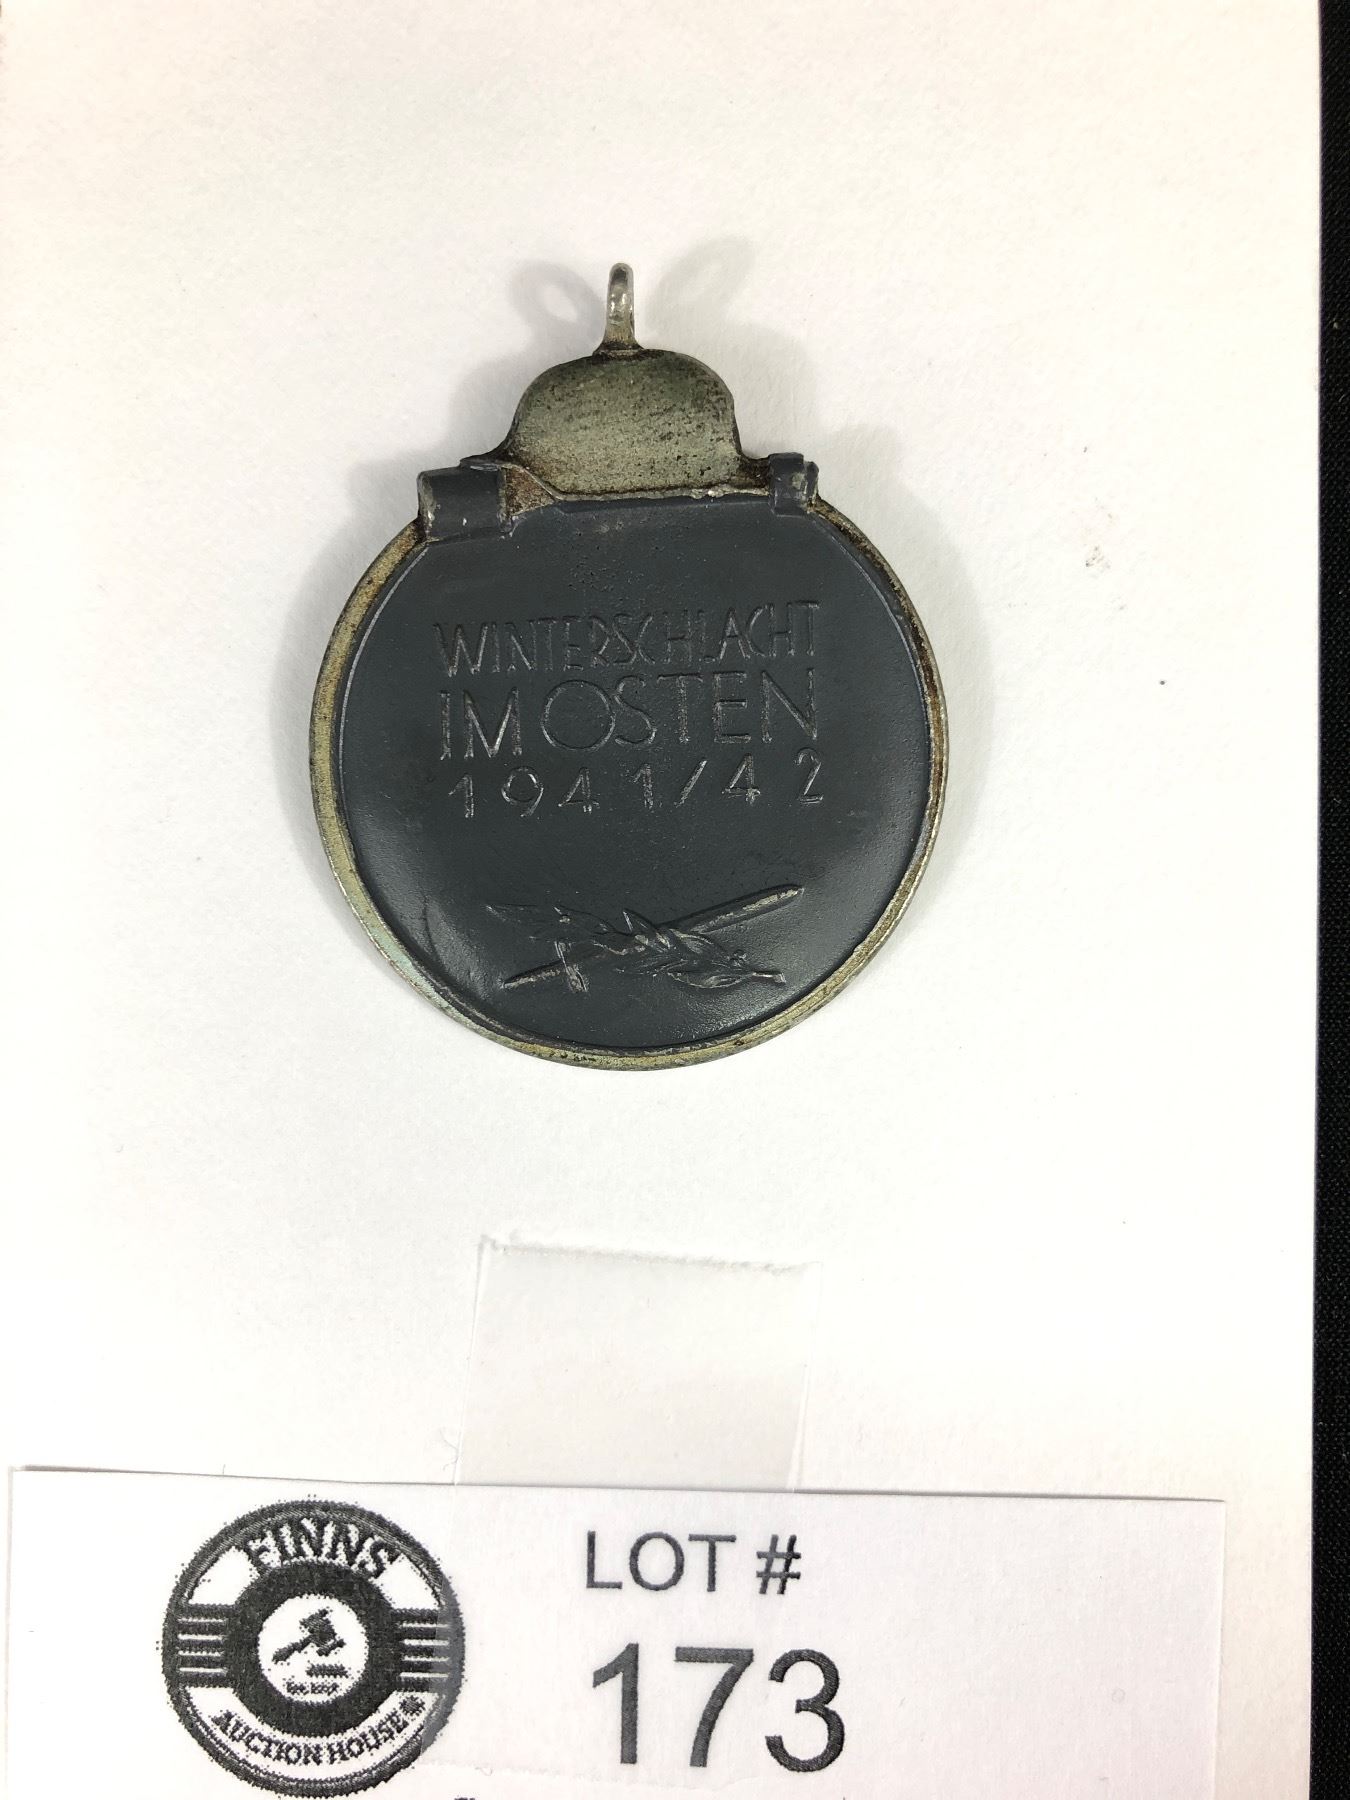 WINTERSCHLACHT
IM OSTEN
1941/42
FINNS
AUCTION HOUSE
LOT #
173